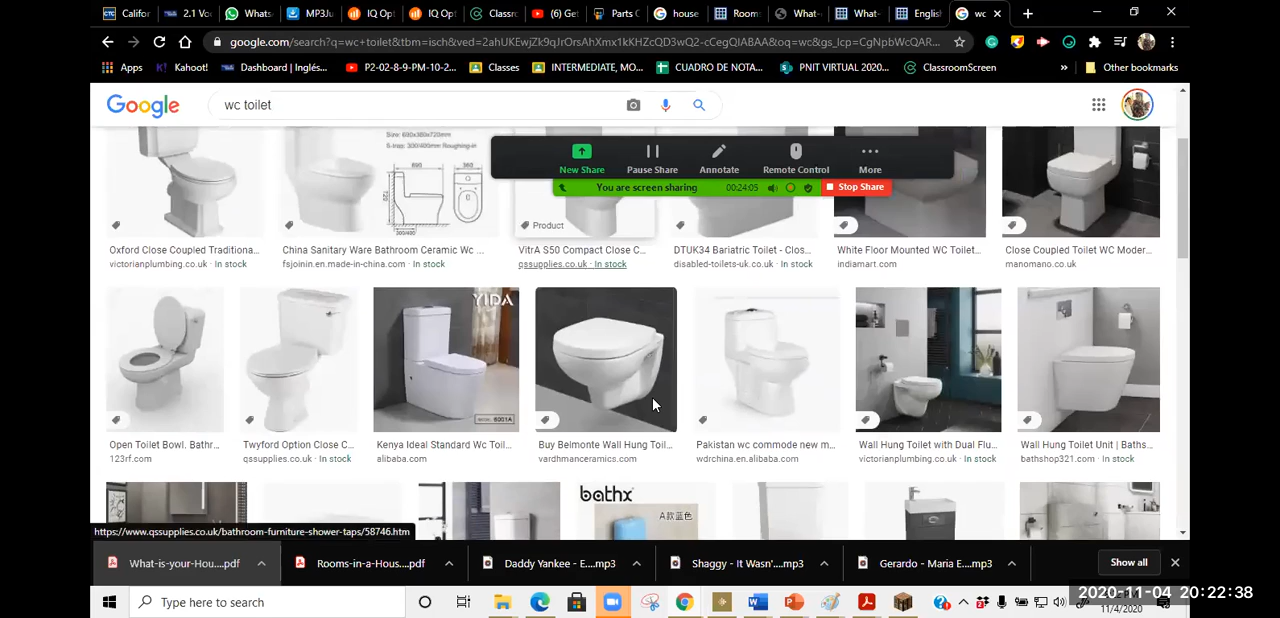 Califor
2.1 Vo
Whats
MP3Ju
IQ Opt
IQ Opt
Classro
(6) Get
Parts C
house
Room
What-
What-
English
wc
google.com/search?q=wc+toilet&tbm=isch&ved=2ahUKEwjZk9qJrOrsAhXmx1kKHZcQD3wQ2-cCegQIABAA&oq=wc&gs_lcp=CgNpbWcQAR...
Apps
Kahoot!
Dashboard | Inglés...
P2-02-8-9-PM-10-2...
Classes
INTERMEDIATE, MO...
CUADRO DE NOTA...
PNIT VIRTUAL 2020...
ClassroomScreen
»
Other bookmarks
Google
wc toilet
New Share
Pause Share
Annotate
Remote Control
More
You are screen sharing
00:24:05
Stop Share
Product
Oxford Close Coupled Traditiona...
victorianplumbing.co.uk · In stock
China Sanitary Ware Bathroom Ceramic Wc ...
fsjoinin.en.made-in-china.com · In stock
VitrA S50 Compact Close C...
qssupplies.co.uk · In stock
DTUK34 Bariatric Toilet - Clos...
disabled-toilets-uk.co.uk · In stock
White Floor Mounted WC Toilet...
indiamart.com
Close Coupled Toilet WC Moder...
manomano.co.uk
YIDA
Open Toilet Bowl. Bathr...
123rf.com
Twyford Option Close C...
qssupplies.co.uk · In stock
Kenya Ideal Standard Wc Toil...
alibaba.com
Buy Belmonte Wall Hung Toil...
vardhmanceramics.com
Pakistan wc commode new m...
wdrchina.en.alibaba.com
Wall Hung Toilet with Dual Flu...
victorianplumbing.co.uk · In stock
Wall Hung Toilet Unit | Baths...
bathshop321.com · In stock
bathx
A款蓝色
https://www.qssupplies.co.uk/bathroom-furniture-shower-taps/58746.htm
What-is-your-Hou....pdf
Rooms-in-a-Hous....pdf
Daddy Yankee - E....mp3
Shaggy - It Wasn'....mp3
Gerardo - Maria E....mp3
Show all
Type here to search
2020-11-04 20:22:38
11/4/2020